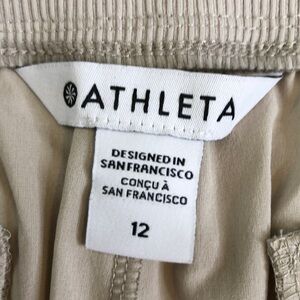 ATHLETA
DESIGNED IN
SAN FRANCISCO
CONÇU À
SAN FRANCISCO
12